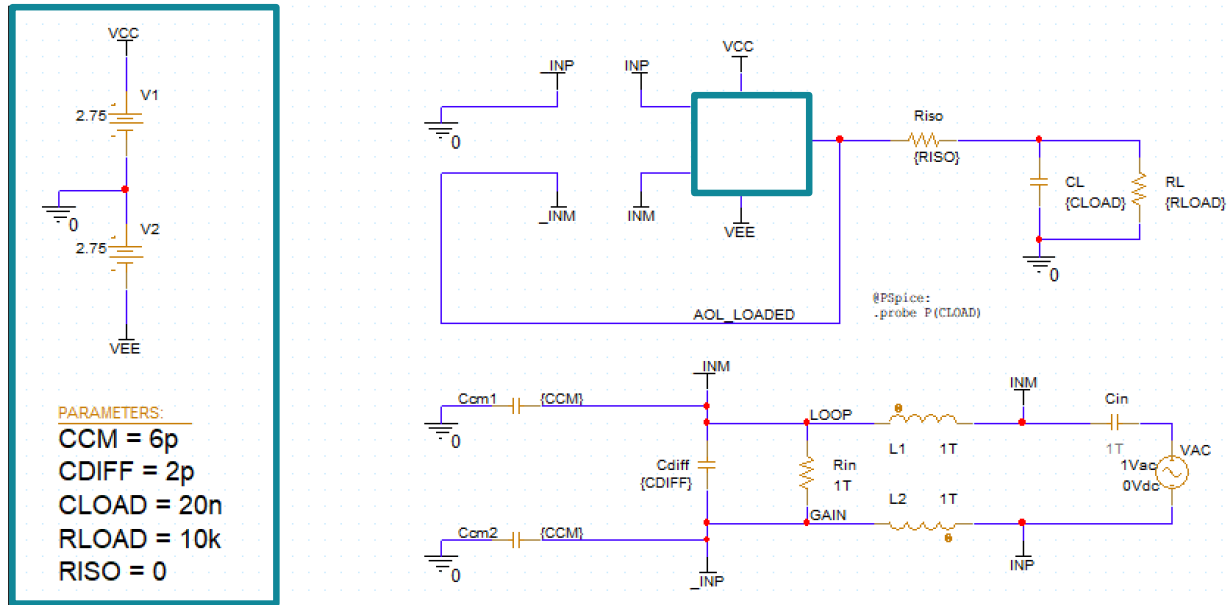 VCC
V1
2.75
0
V2
2.75
VEE
PARAMETERS:
CCM = 6p
CDIFF = 2p
CLOAD = 20n
RLOAD = 10k
RISO = 0
_INP
INP
VCC
0
_INM
INM
VEE
Riso
{RISO}
CL
{CLOAD}
RL
{RLOAD}
0
@PSpice:
.probe P(CLOAD)
AOL_LOADED
_INM
INM
Ccm1
{CCM}
0
LOOP
L1
1T
Cin
1T
VAC
1Vac
0Vdc
Cdiff
{CDIFF}
Rin
1T
GAIN
L2
1T
Ccm2
{CCM}
0
_INP
INP